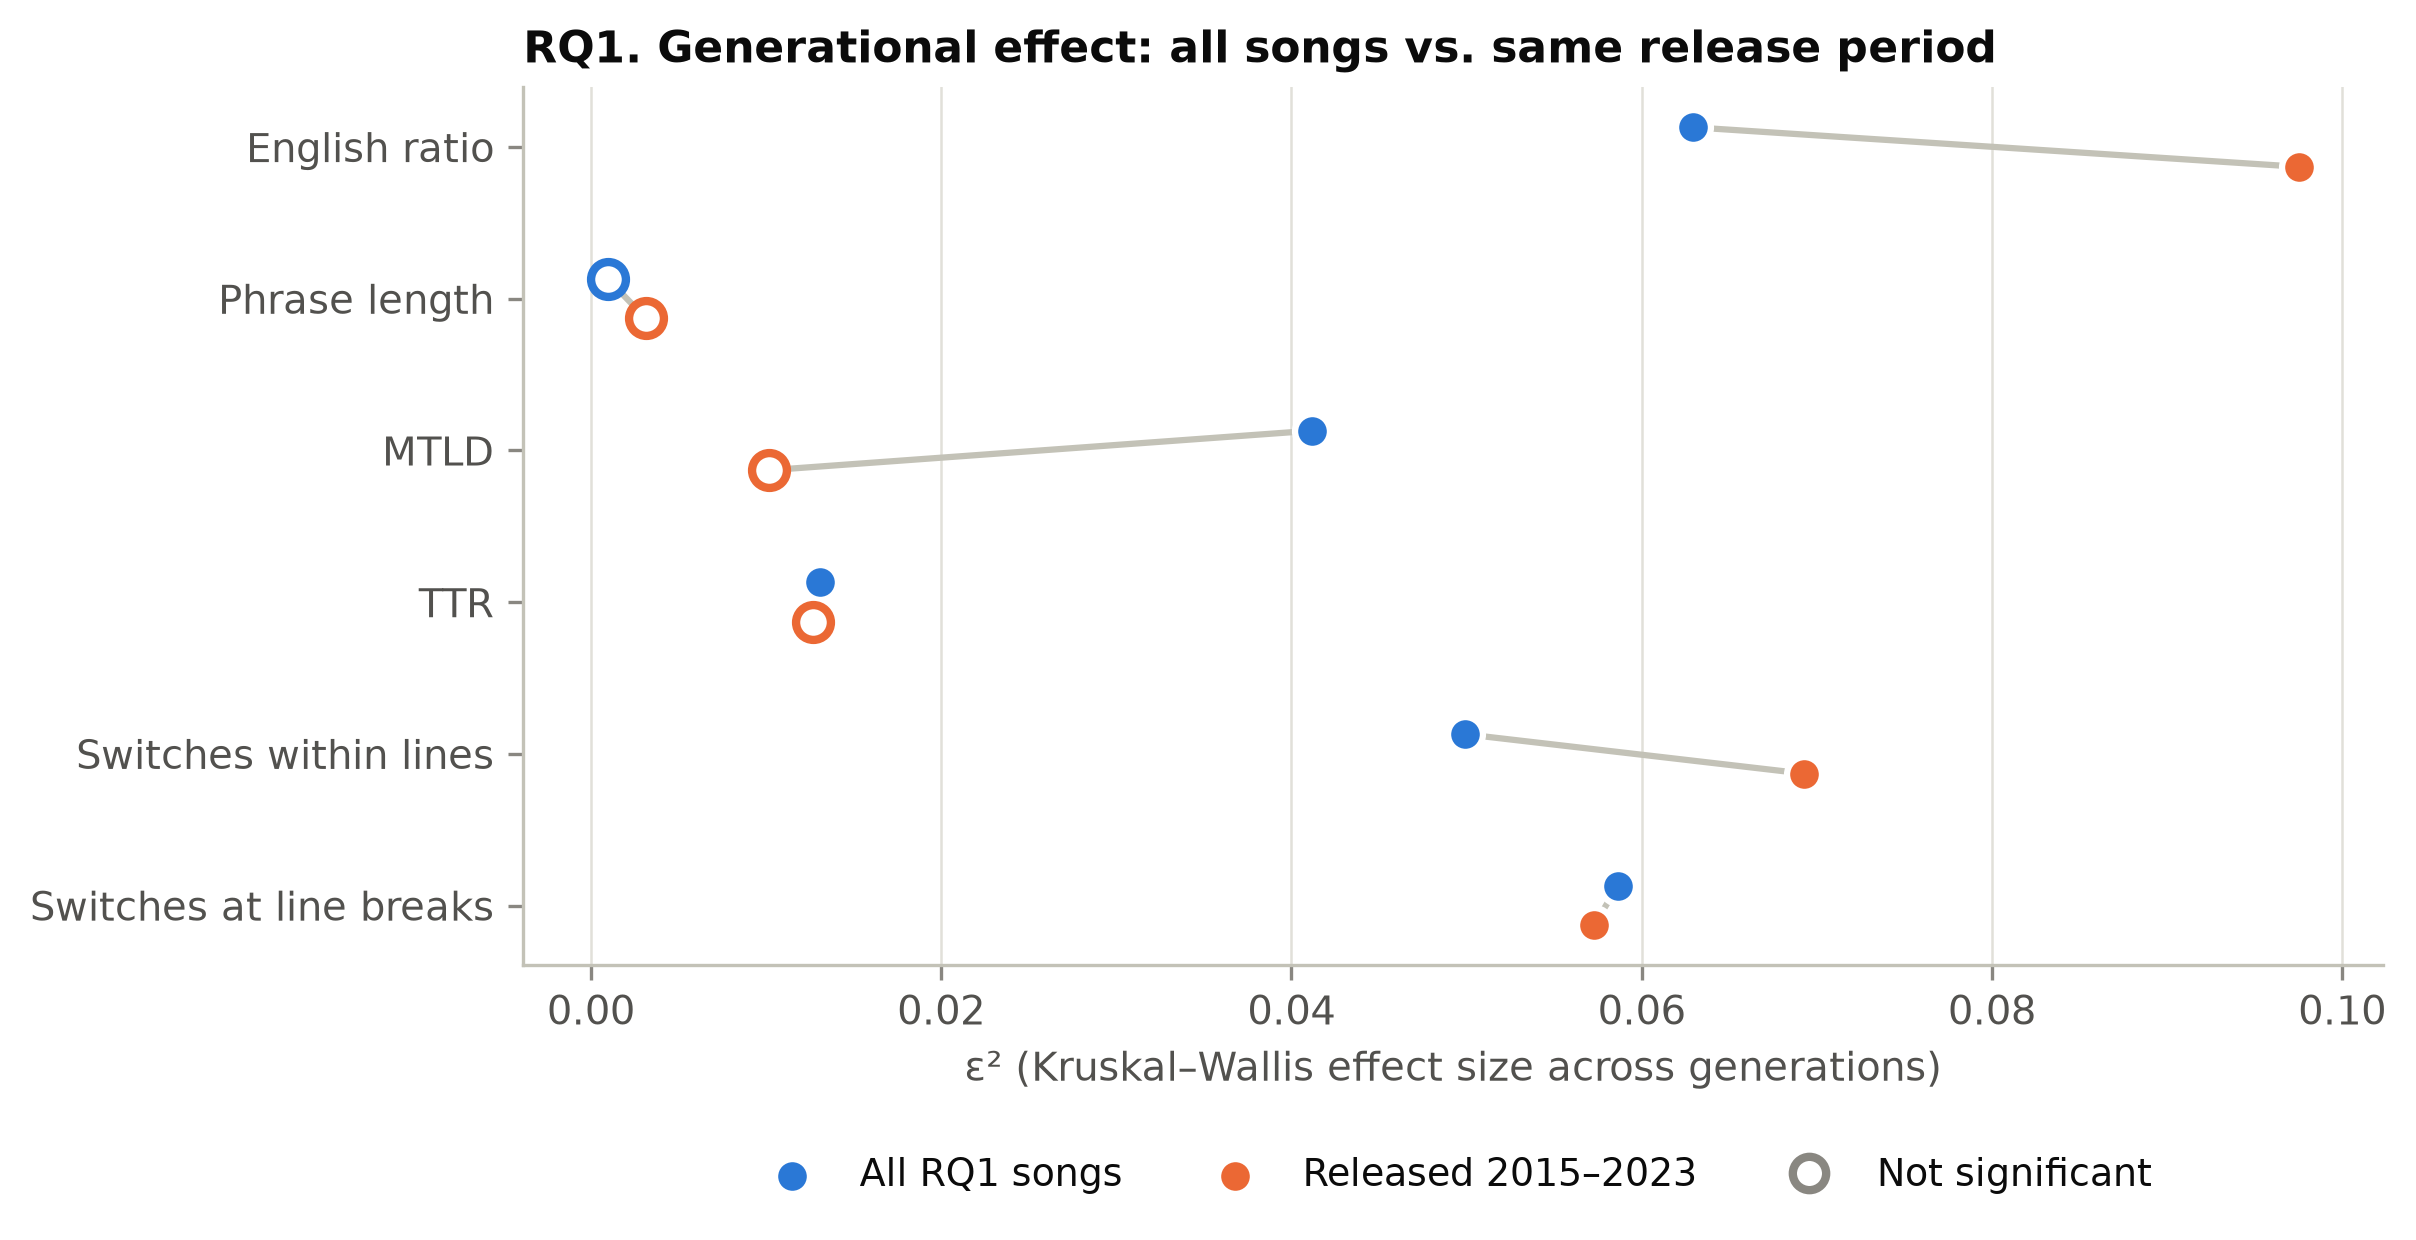 RQ1. Generational effect: all songs vs. same release period
English ratio
Phrase length
MTLD
TTR
Switches within lines
Switches at line breaks
0.00 0.02 0.04 0.06 0.08 0.10
ε² (Kruskal–Wallis effect size across generations)
All RQ1 songs Released 2015–2023 Not significant